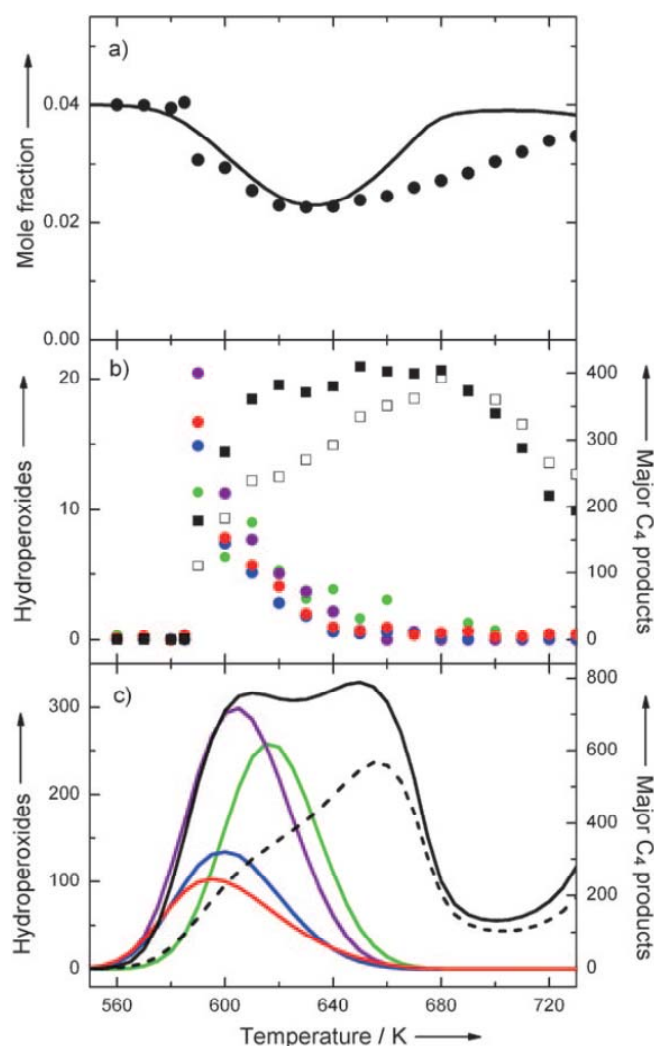 a)
Mole fraction →
0.04
0.02
0.00
b)
Hydroperoxides →
20
10
0
400
300
200
100
0
Major C₄ products →
c)
Hydroperoxides →
300
200
100
0
800
600
400
200
0
Major C₄ products →
560 600 640 680 720
Temperature / K →